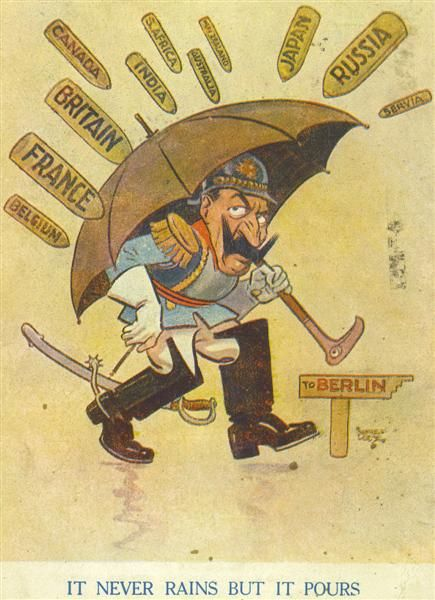 CANADA
S. AFRICA
NEW ZEALAND
INDIA
AUSTRALIA
JAPAN
RUSSIA
SERVIA
BRITAIN
FRANCE
BELGIUM
TO BERLIN
IT NEVER RAINS BUT IT POURS